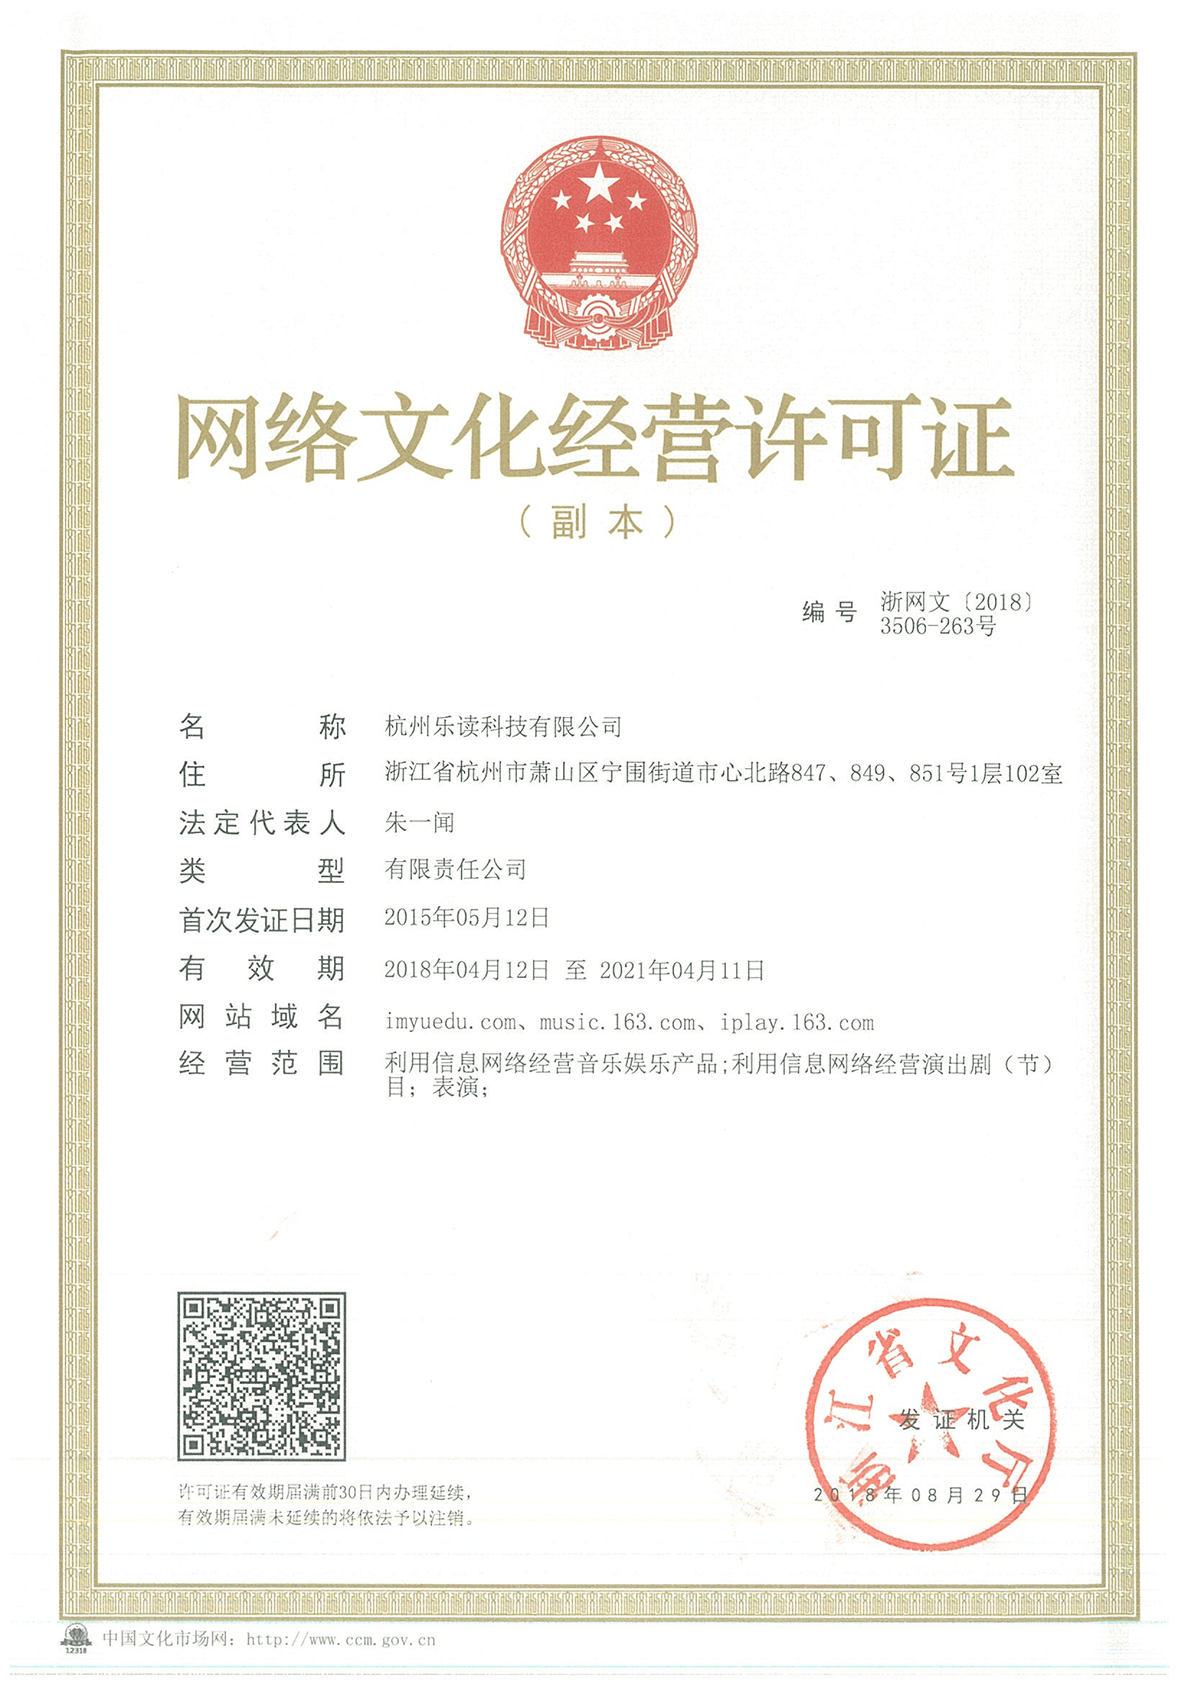 网络文化经营许可证
（副本）
编号 浙网文〔2018〕
3506-263号
名称 杭州乐读科技有限公司
住所 浙江省杭州市萧山区宁围街道市心北路847、849、851号1层102室
法定代表人 朱一闻
类型 有限责任公司
首次发证日期 2015年05月12日
有效期 2018年04月12日 至 2021年04月11日
网站域名 imyuedu.com、music.163.com、iplay.163.com
经营范围 利用信息网络经营音乐娱乐产品;利用信息网络经营演出剧（节）
目；表演；
浙江省文化厅
发证机关
2018年08月29日
许可证有效期届满前30日内办理延续，
有效期届满未延续的将依法予以注销。
12318
中国文化市场网：http://www.ccm.gov.cn